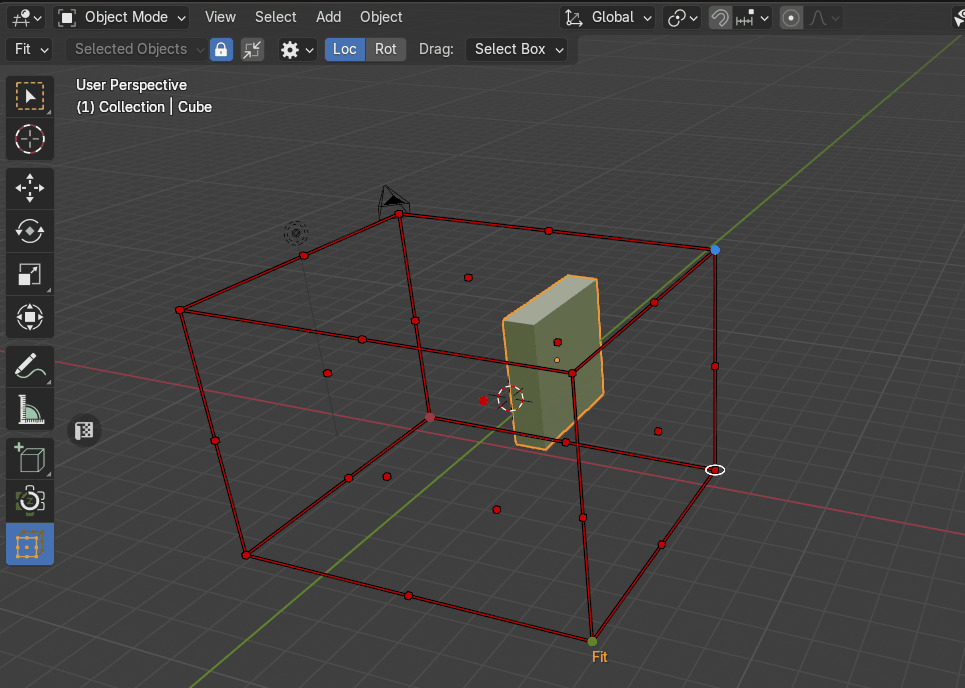 Object Mode View Select Add Object Global
Fit Selected Objects Loc Rot Drag: Select Box
User Perspective
(1) Collection | Cube
Fit